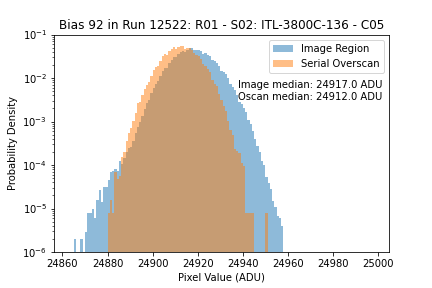 Bias 92 in Run 12522: R01 - S02: ITL-3800C-136 - C05
Image Region
Serial Overscan
Image median: 24917.0 ADU
Oscan median: 24912.0 ADU
Probability Density
10⁻¹
10⁻²
10⁻³
10⁻⁴
10⁻⁵
10⁻⁶
24860 24880 24900 24920 24940 24960 24980 25000
Pixel Value (ADU)